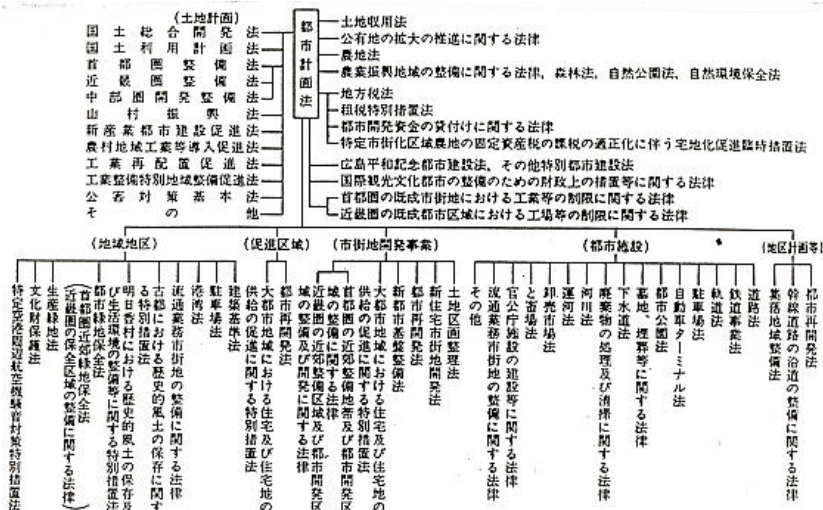 (土地計画)
国土総合開発法
国土利用計画法
首都圏整備法
近畿圏整備法
中部圏開発整備法
山村振興法
新産業都市建設促進法
農村地域工業等導入促進法
工業再配置促進法
工業整備特別地域整備促進法
公害対策基本法
その他
都市計画法
土地収用法
公有地の拡大の推進に関する法律
農地法
農業振興地域の整備に関する法律、森林法、自然公園法、自然環境保全法
地方税法
租税特別措置法
都市開発資金の貸付けに関する法律
特定市街化区域農地の固定資産税の課税の適正化に伴う宅地化促進臨時措置法
広島平和記念都市建設法、その他特別都市建設法
国際観光文化都市の整備のための財政上の措置等に関する法律
首都圏の既成市街地における工業等の制限に関する法律
近畿圏の既成都市区域における工場等の制限に関する法律
(地域地区)
建築基準法
駐車場法
港湾法
流通業務市街地の整備に関する法律
古都における歴史的風土の保存に関す
る特別措置法
明日香村における歴史的風土の保存及
び生活環境の整備等に関する特別措置法
都市緑地保全法
(首都圏近郊緑地保全法
近畿圏の保全区域の整備に関する法律)
生産緑地法
文化財保護法
特定空港周辺航空機騒音対策特別措置法
(促進区域)
都市再開発法
大都市地域における住宅及び住宅地の
供給の促進に関する特別措置法
(市街地開発事業)
土地区画整理法
新住宅市街地開発法
都市再開発法
新都市基盤整備法
大都市地域における住宅及び住宅地の
供給の促進に関する特別措置法
首都圏の近郊整備地帯及び都市開発区
域の整備に関する法律
近畿圏の近郊整備区域及び都市開発区
域の整備及び開発に関する法律
(都市施設)
道路法
鉄道事業法
軌道法
駐車場法
自動車ターミナル法
都市公園法
墓地、埋葬等に関する法律
下水道法
廃棄物の処理及び清掃に関する法律
河川法
運河法
卸売市場法
と畜場法
官公庁施設の建設等に関する法律
流通業務市街地の整備に関する法律
その他
(地区計画等)
都市再開発法
幹線道路の沿道の整備に関する法律
集落地域整備法